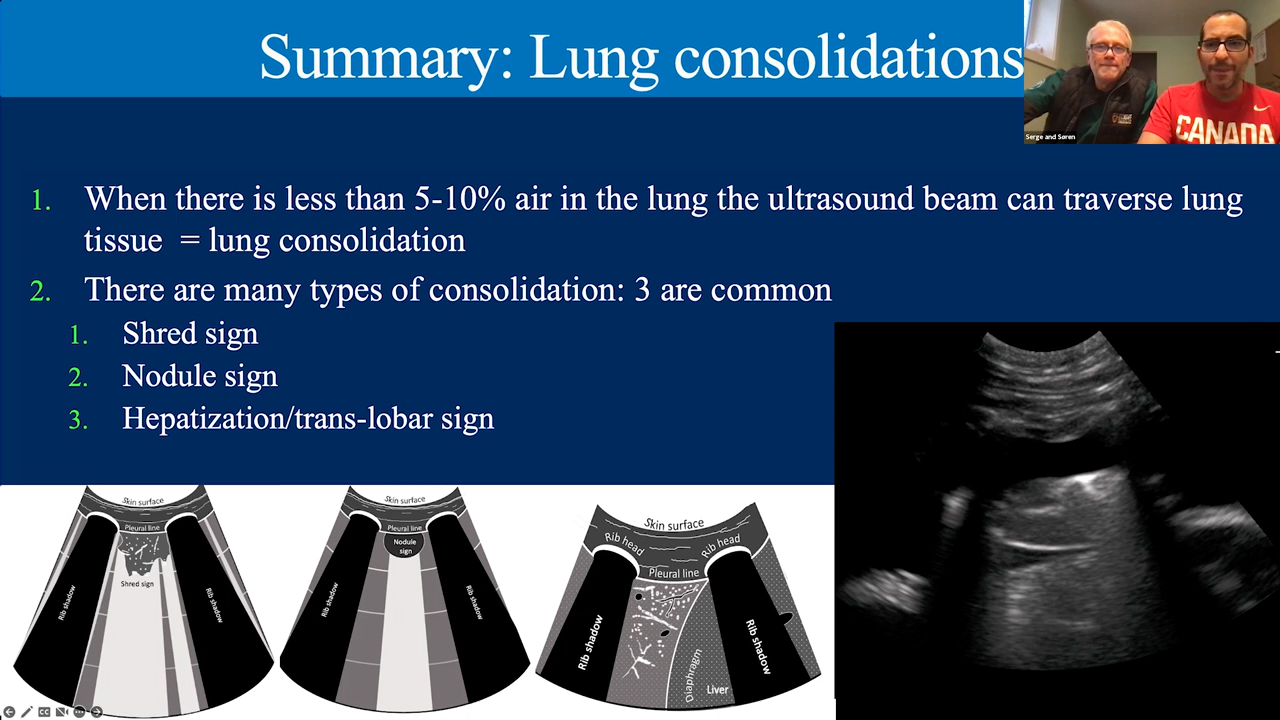 Summary: Lung consolidations
CANADA
Serge and Søren
1. When there is less than 5-10% air in the lung the ultrasound beam can traverse lung
tissue = lung consolidation
2. There are many types of consolidation: 3 are common
1. Shred sign
2. Nodule sign
3. Hepatization/trans-lobar sign
Skin surface
Pleural line
Shred sign
Rib shadow
Rib shadow
Skin surface
Pleural line
Nodule
sign
Rib shadow
Rib shadow
Skin surface
Rib head
Rib head
Pleural line
Rib shadow
Rib shadow
Diaphragm
Liver
CC